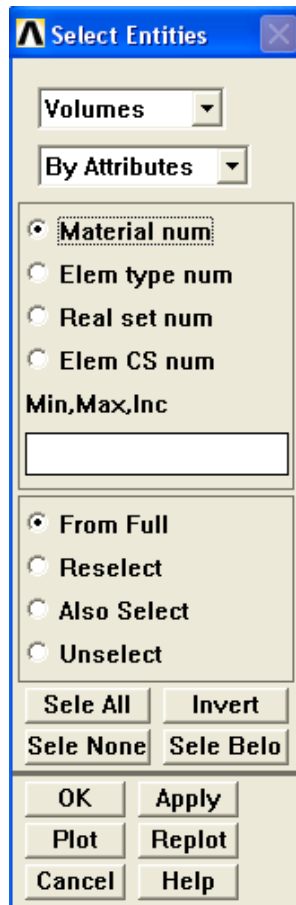 Select Entities
Volumes
By Attributes
Material num
Elem type num
Real set num
Elem CS num
Min,Max,Inc
From Full
Reselect
Also Select
Unselect
Sele All Invert
Sele None Sele Belo
OK Apply
Plot Replot
Cancel Help